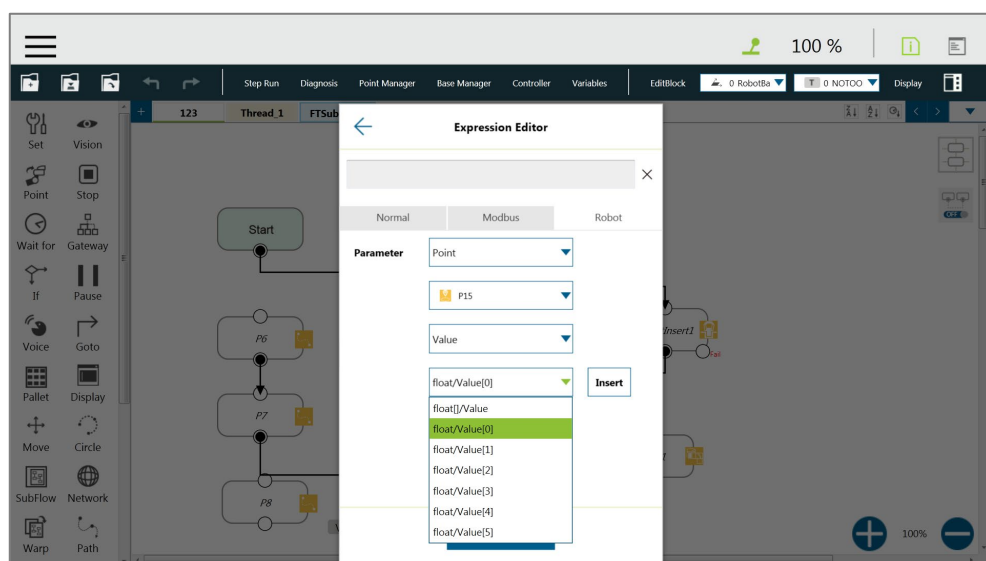 100 %
Step Run
Diagnosis
Point Manager
Base Manager
Controller
Variables
EditBlock
0 RobotBa
T 0 NOTOO
Display
123
Thread_1
FTSub
Set
Vision
Point
Stop
Wait for
Gateway
If
Pause
Voice
Goto
Pallet
Display
Move
Circle
SubFlow
Network
Warp
Path
Start
P6
P7
P8
Expression Editor
Normal
Modbus
Robot
Parameter
Point
P15
Value
float/Value[0]
Insert
float[]/Value
float/Value[0]
float/Value[1]
float/Value[2]
float/Value[3]
float/Value[4]
float/Value[5]
Insert1
Fail
OFF
100%